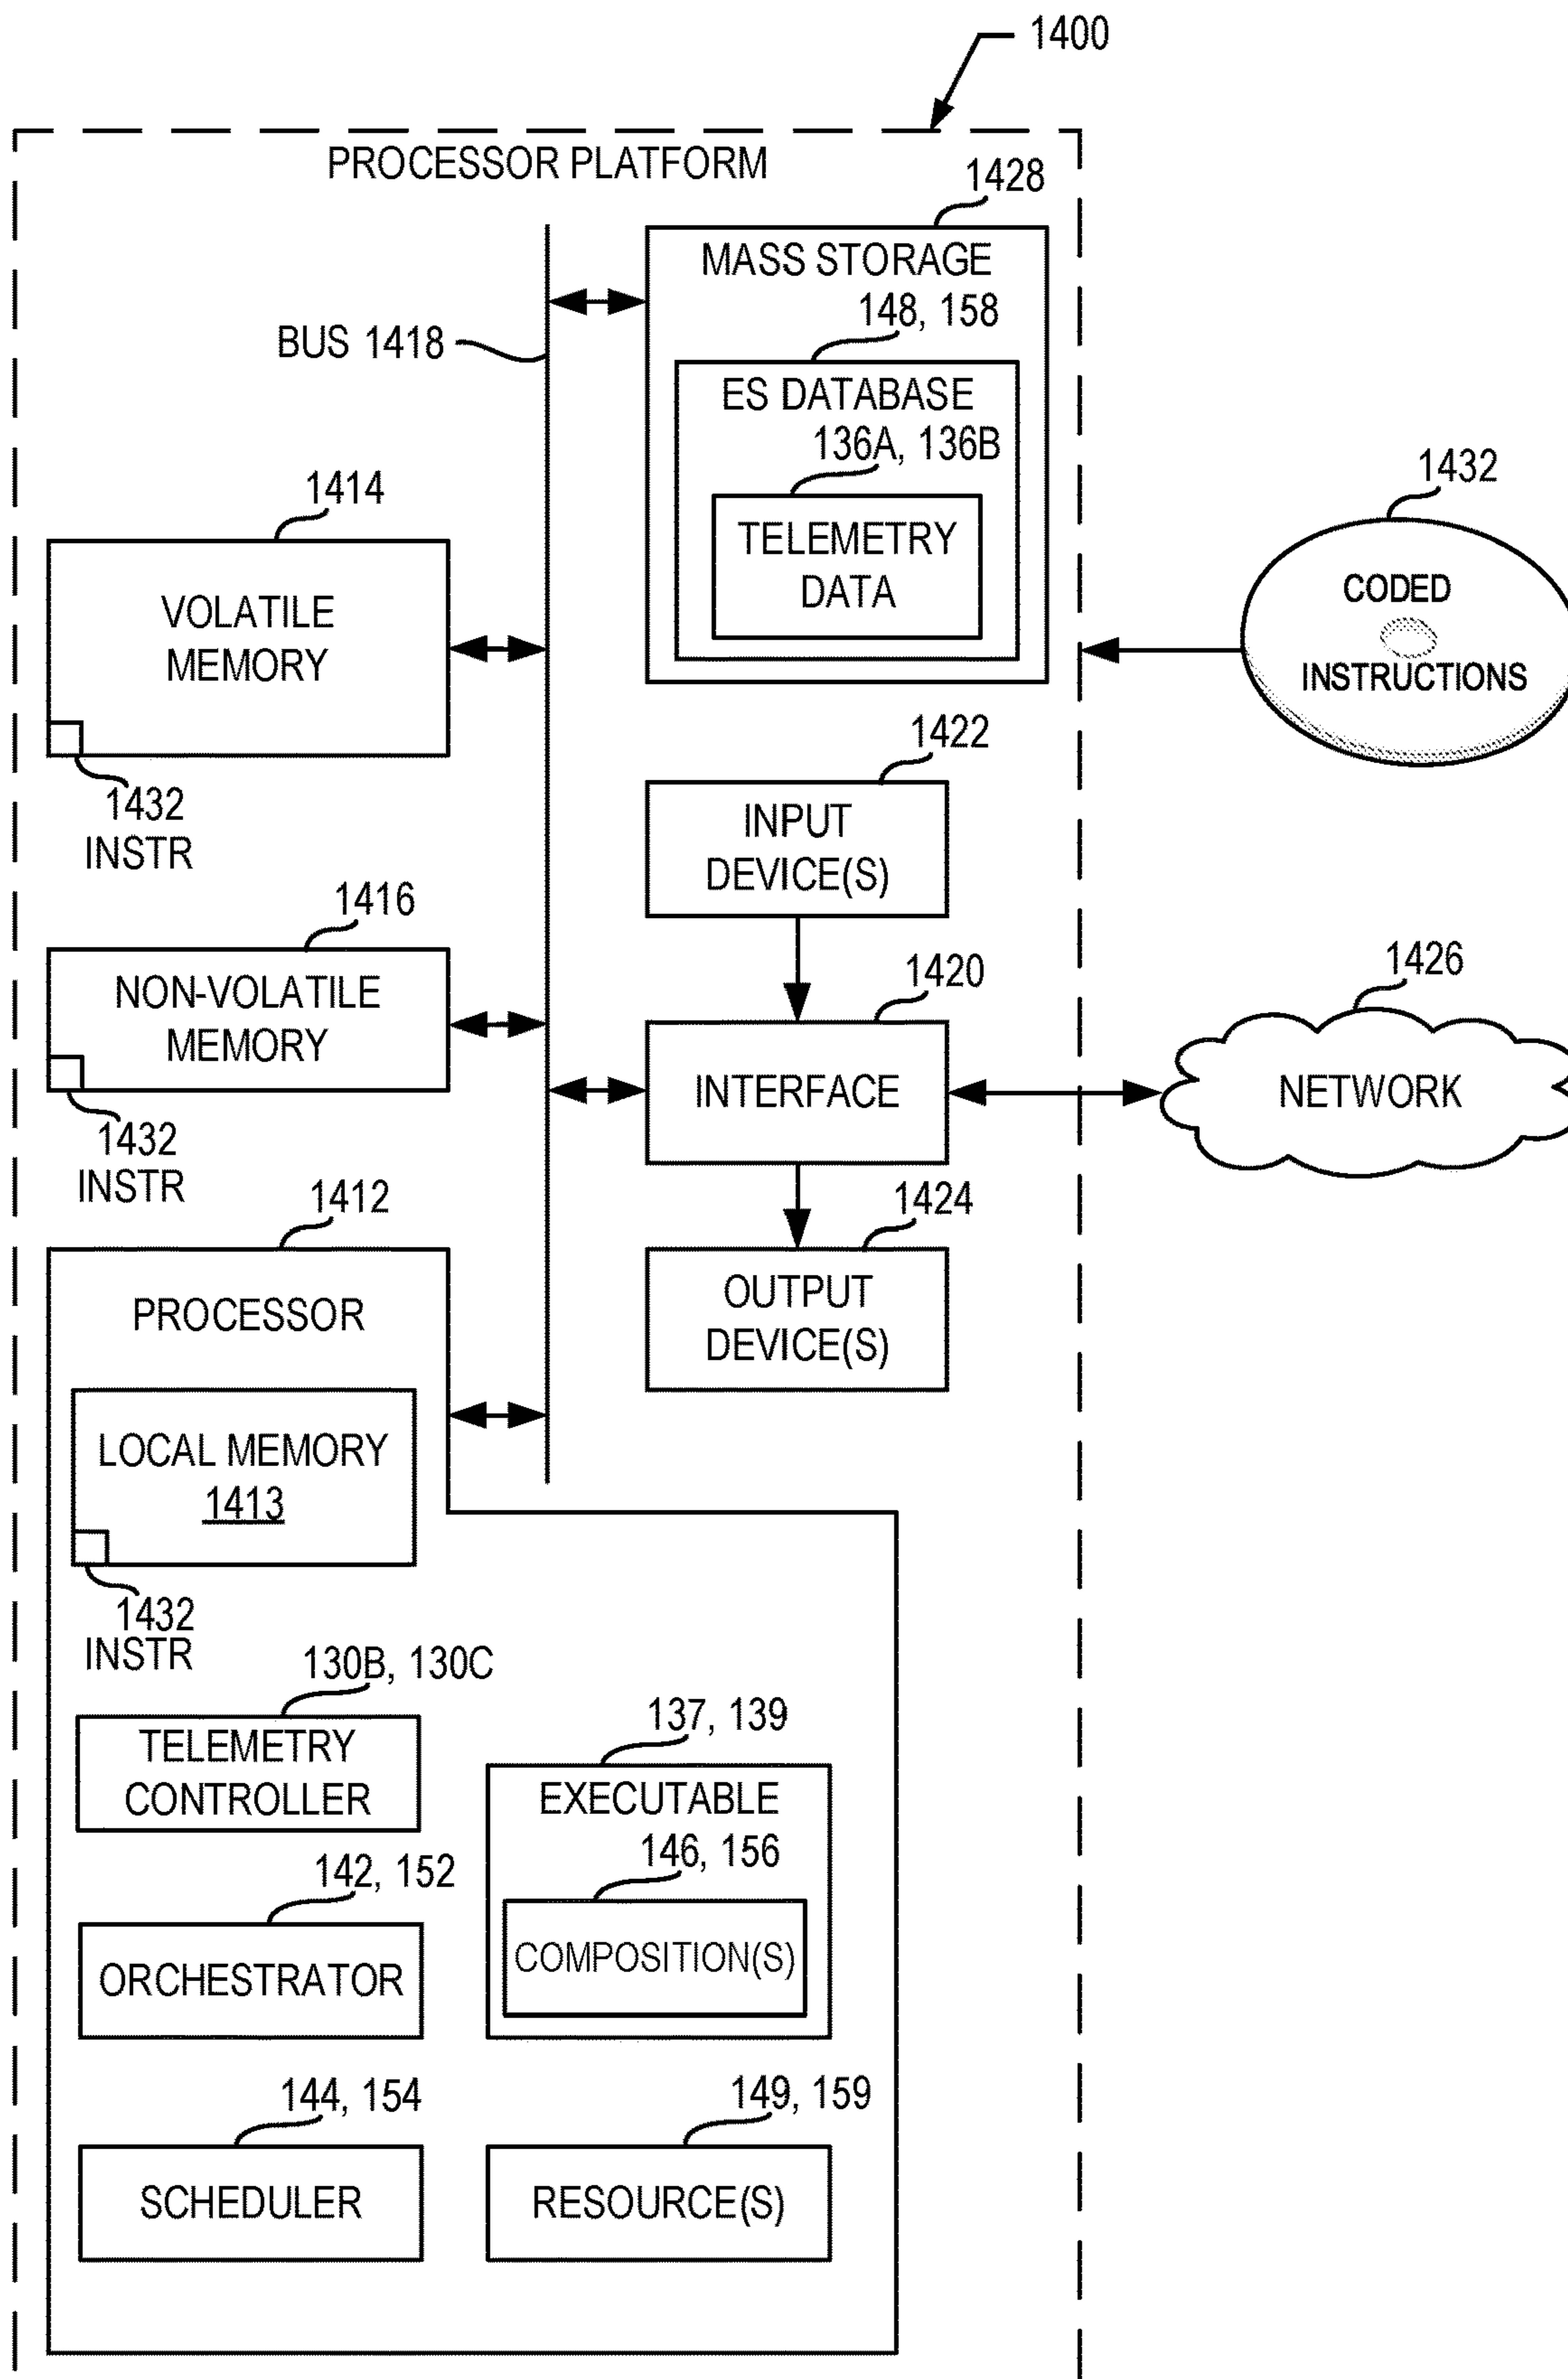 1400
PROCESSOR PLATFORM
1428
MASS STORAGE
148, 158
BUS 1418
ES DATABASE
136A, 136B
TELEMETRY
DATA
1414
VOLATILE
MEMORY
1432
INSTR
1432
CODED
INSTRUCTIONS
1422
INPUT
DEVICE(S)
1416
NON-VOLATILE
MEMORY
1432
INSTR
1420
INTERFACE
1426
NETWORK
1424
OUTPUT
DEVICE(S)
1412
PROCESSOR
LOCAL MEMORY
1413
1432
INSTR
130B, 130C
TELEMETRY
CONTROLLER
137, 139
EXECUTABLE
146, 156
COMPOSITION(S)
142, 152
ORCHESTRATOR
144, 154
SCHEDULER
149, 159
RESOURCE(S)